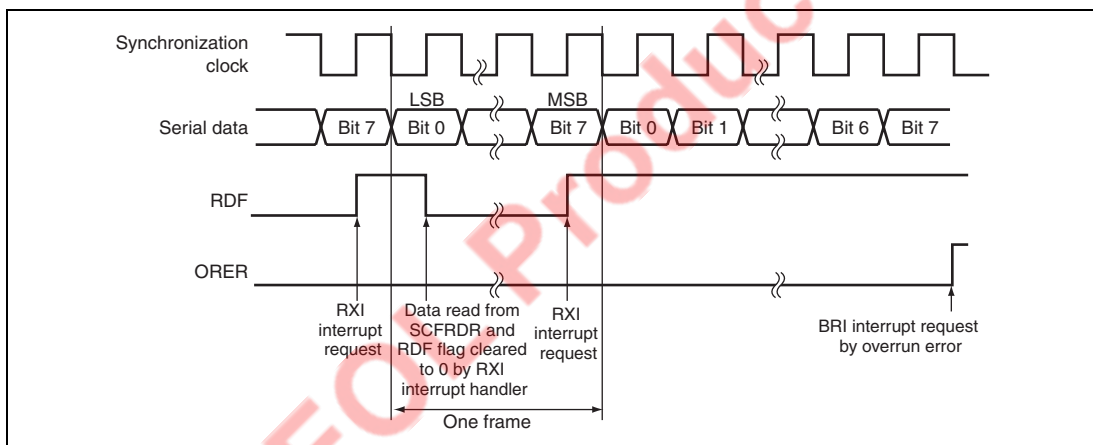 Synchronization
clock
LSB
MSB
Serial data
Bit 7
Bit 0
Bit 7
Bit 0
Bit 1
Bit 6
Bit 7
RDF
ORER
RXI
interrupt
request
Data read from
SCFRDR and
RDF flag cleared
to 0 by RXI
interrupt handler
RXI
interrupt
request
BRI interrupt request
by overrun error
One frame
EOL Produc